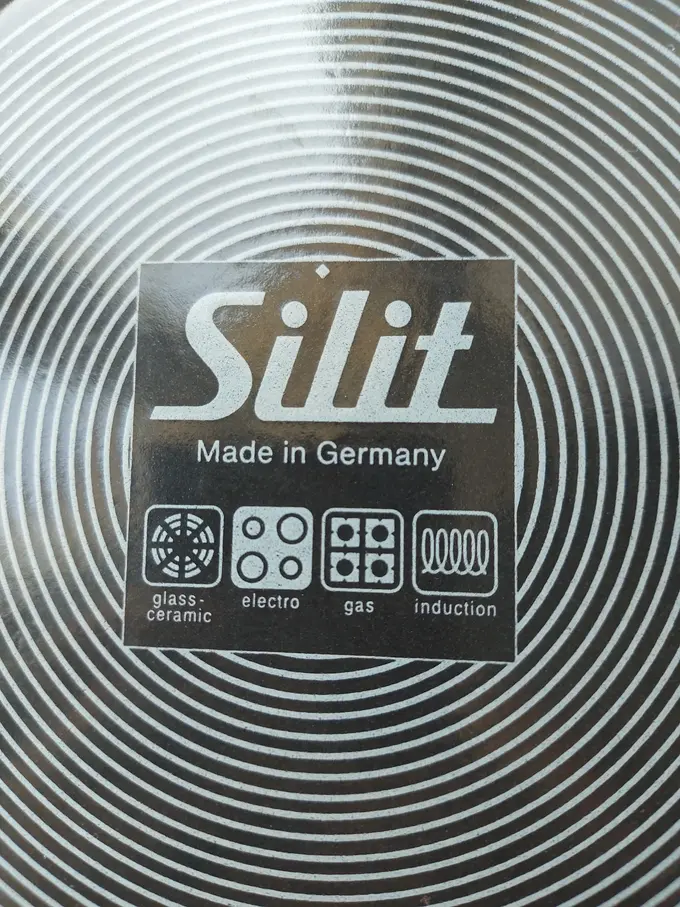 Silit
Made in Germany
glass-
ceramic
electro
gas
induction